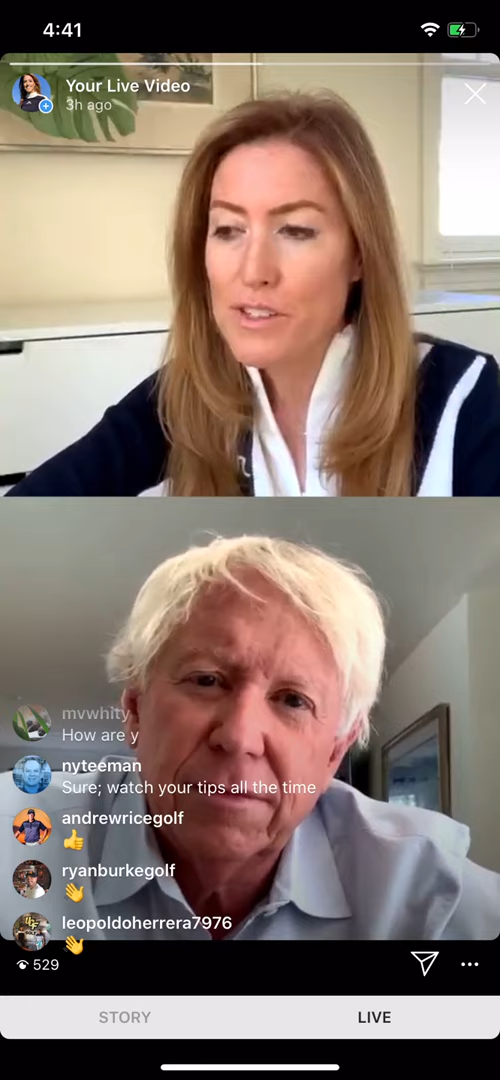 4:41
Your Live Video
3h ago
mvwhity
How are y
nyteeman
Sure; watch your tips all the time
andrewricegolf
👍
ryanburkegolf
👋
leopoldoherrera7976
👋
529
STORY
LIVE